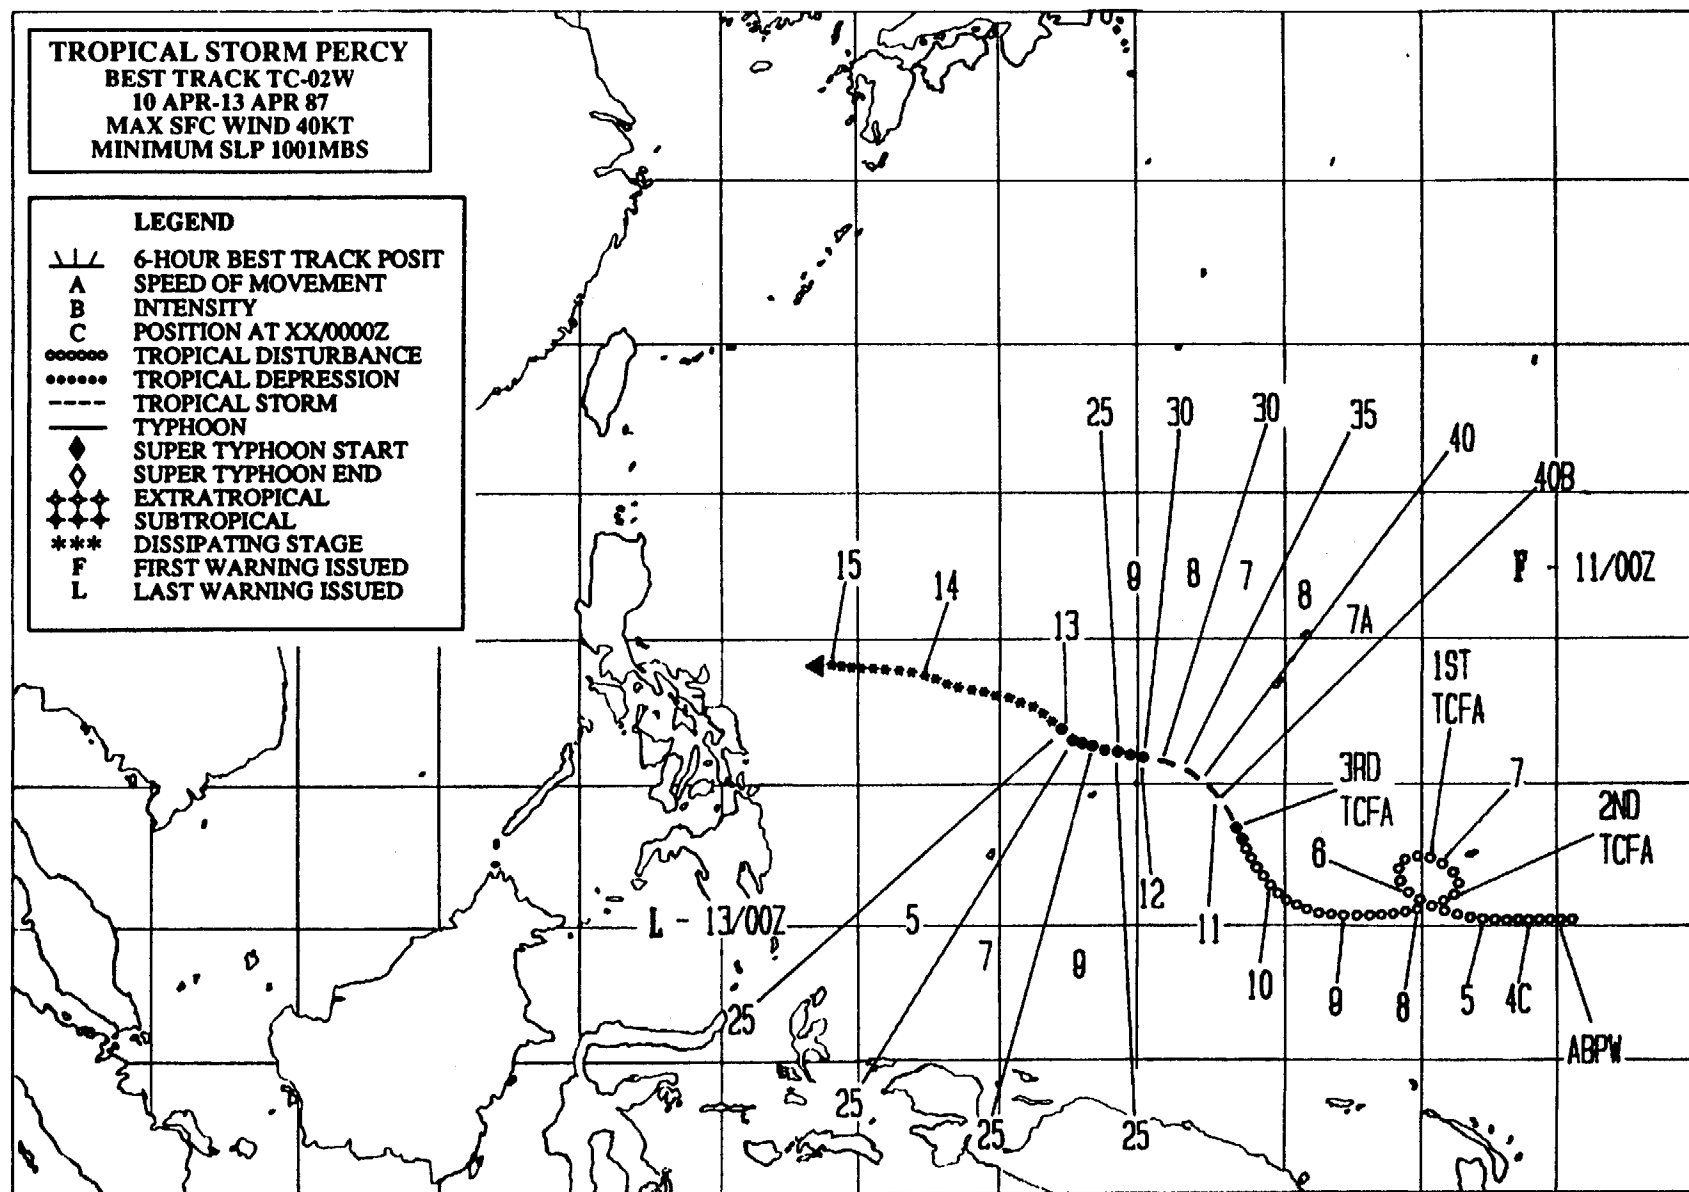 TROPICAL STORM PERCY
BEST TRACK TC-02W
10 APR-13 APR 87
MAX SFC WIND 40KT
MINIMUM SLP 1001MBS
LEGEND
6-HOUR BEST TRACK POSIT
A SPEED OF MOVEMENT
B INTENSITY
C POSITION AT XX/0000Z
TROPICAL DISTURBANCE
TROPICAL DEPRESSION
TROPICAL STORM
TYPHOON
SUPER TYPHOON START
SUPER TYPHOON END
EXTRATROPICAL
SUBTROPICAL
*** DISSIPATING STAGE
F FIRST WARNING ISSUED
L LAST WARNING ISSUED
25
30
30
35
40
40B
15
14
13
9
8
7
8
7A
F - 11/00Z
1ST
TCFA
3RD
TCFA
7
2ND
TCFA
6
12
11
L - 13/00Z
5
7
9
10
9
8
5
4C
ABPW
25
25
25
25